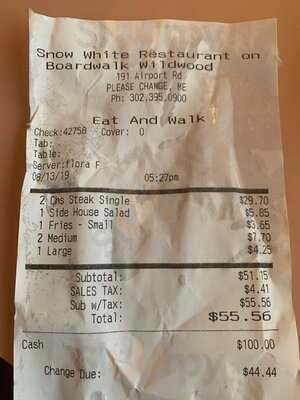 Snow White Restaurant on
Boardwalk Wildwood
191 Airport Rd
PLEASE CHANGE, ME
Ph: 302.395.0900
Eat And Walk
Check:42758 Cover: 0
Tab:
Table:
Server:flora F
08/13/19 05:27pm
2 Chs Steak Single $29.70
1 Side House Salad $5.85
1 Fries - Small $3.65
2 Medium $7.70
1 Large $4.25
Subtotal: $51.15
SALES TAX: $4.41
Sub w/Tax: $55.56
Total: $55.56
Cash $100.00
Change Due: $44.44